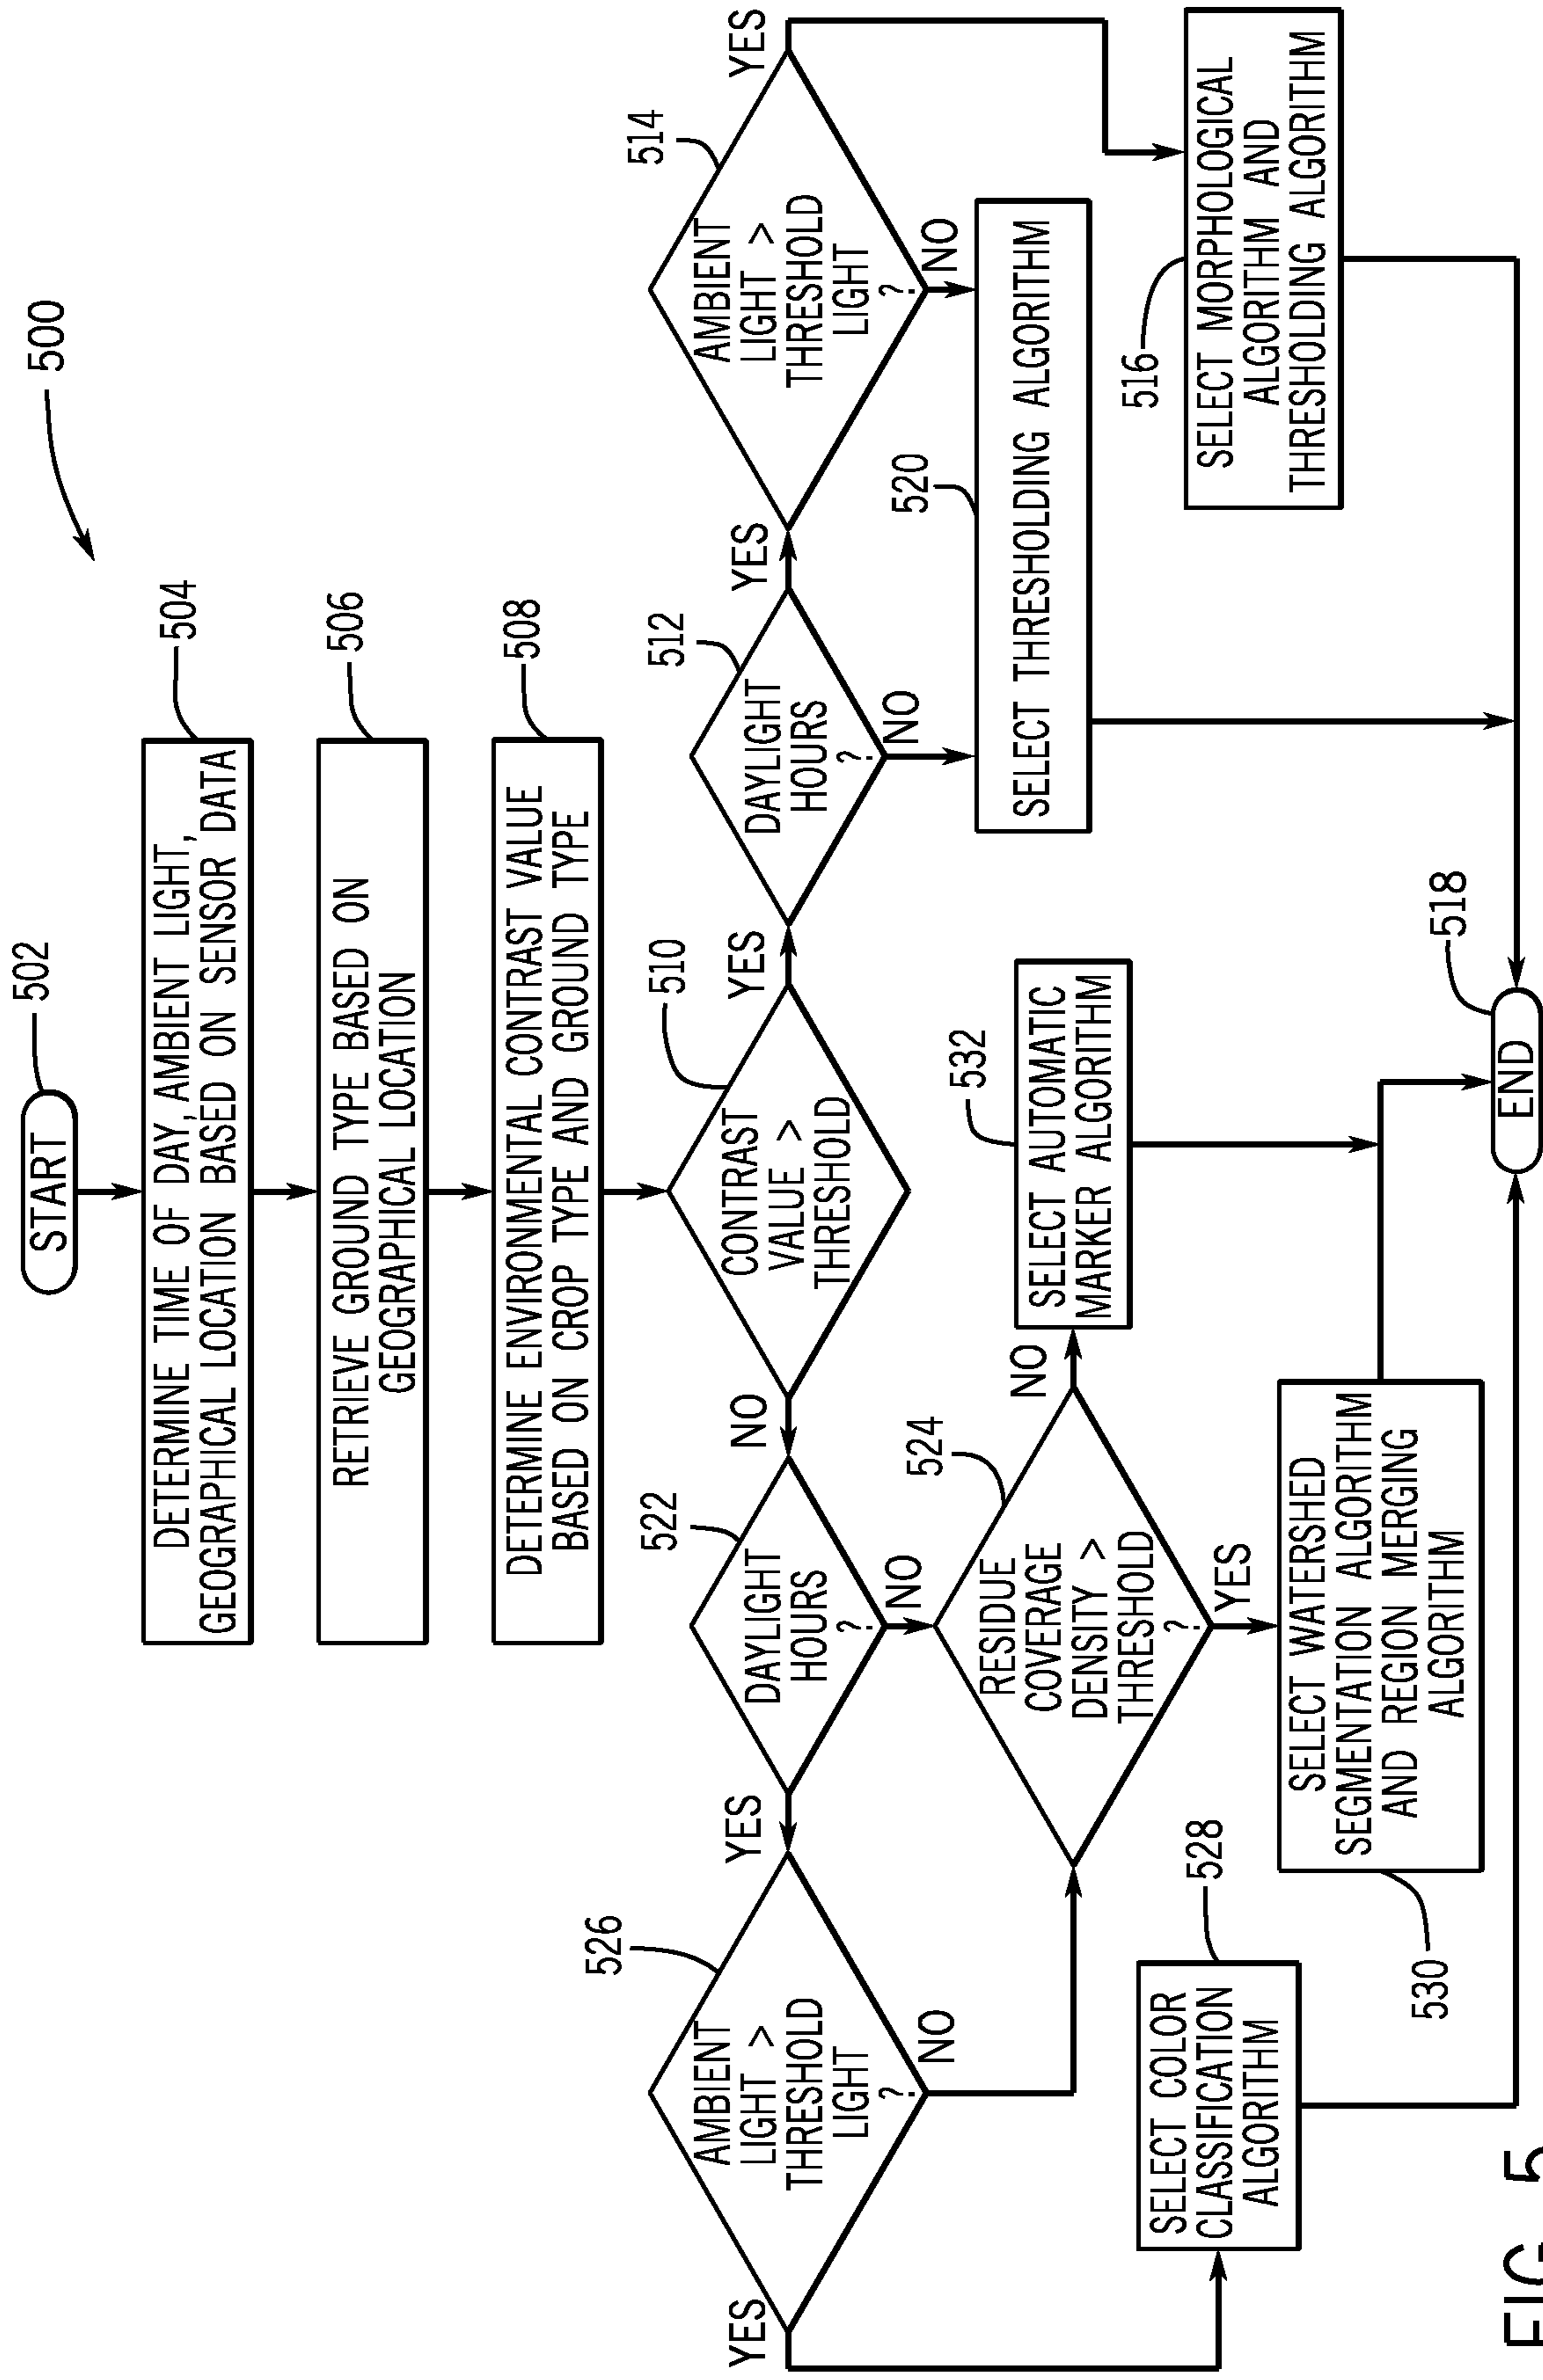 500
502
START
504
DETERMINE TIME OF DAY, AMBIENT LIGHT,
GEOGRAPHICAL LOCATION BASED ON SENSOR DATA
506
RETRIEVE GROUND TYPE BASED ON
GEOGRAPHICAL LOCATION
508
DETERMINE ENVIRONMENTAL CONTRAST VALUE
BASED ON CROP TYPE AND GROUND TYPE
510
CONTRAST
VALUE >
THRESHOLD
NO
YES
522
DAYLIGHT
HOURS
?
YES
NO
512
DAYLIGHT
HOURS
?
YES
NO
526
AMBIENT
LIGHT >
THRESHOLD
LIGHT
?
YES
NO
514
AMBIENT
LIGHT >
THRESHOLD
LIGHT
?
YES
NO
524
RESIDUE
COVERAGE
DENSITY >
THRESHOLD
?
NO
YES
532
SELECT AUTOMATIC
MARKER ALGORITHM
520
SELECT THRESHOLDING ALGORITHM
528
SELECT COLOR
CLASSIFICATION
ALGORITHM
530
SELECT WATERSHED
SEGMENTATION ALGORITHM
AND REGION MERGING
ALGORITHM
516
SELECT MORPHOLOGICAL
ALGORITHM AND
THRESHOLDING ALGORITHM
518
END
FIG. 5